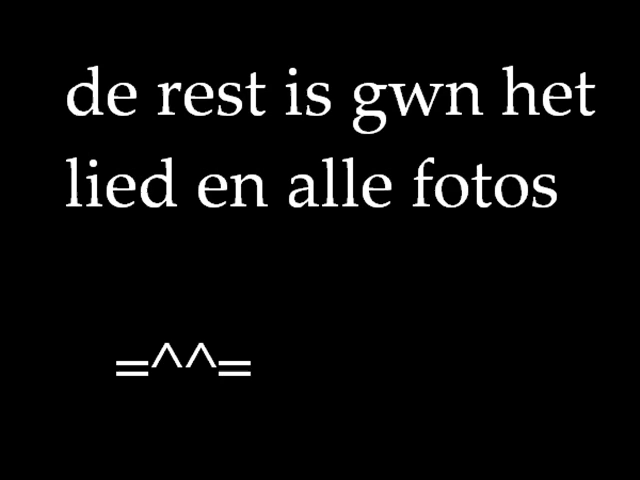 de rest is gwn het
lied en alle fotos
=^^=